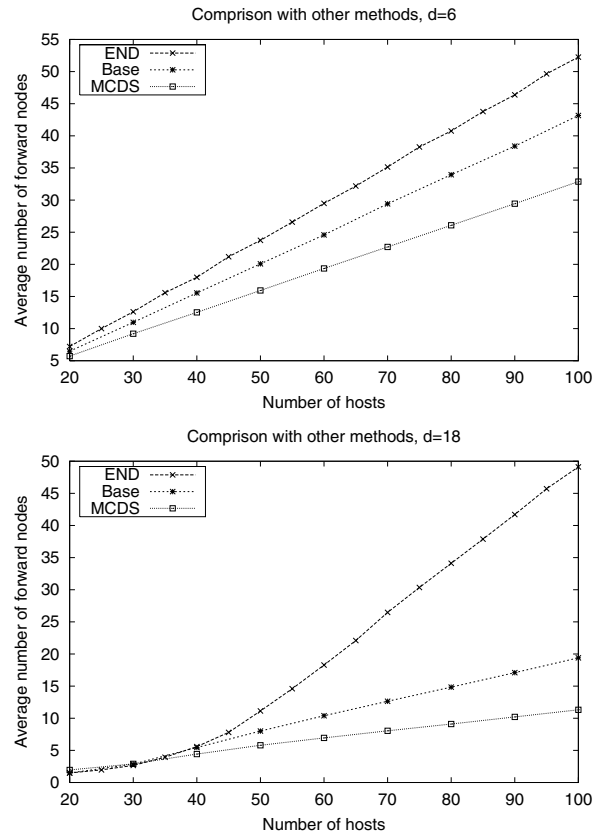 Comprison with other methods, d=6
Average number of forward nodes
55
50
45
40
35
30
25
20
15
10
5
END
Base
MCDS
20 30 40 50 60 70 80 90 100
Number of hosts
Comprison with other methods, d=18
Average number of forward nodes
50
45
40
35
30
25
20
15
10
5
0
END
Base
MCDS
20 30 40 50 60 70 80 90 100
Number of hosts